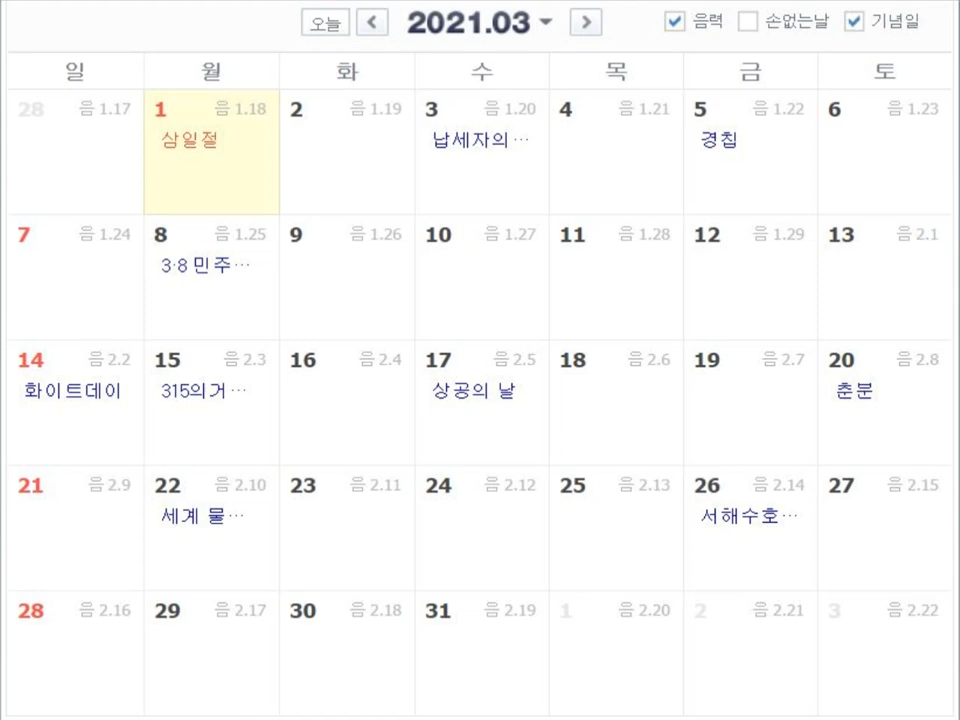 오늘 < 2021.03 > 음력 손없는날 기념일
일 월 화 수 목 금 토
28 음 1.17 1 음 1.18 2 음 1.19 3 음 1.20 4 음 1.21 5 음 1.22 6 음 1.23
삼일절 납세자의… 경칩
7 음 1.24 8 음 1.25 9 음 1.26 10 음 1.27 11 음 1.28 12 음 1.29 13 음 2.1
3·8 민주…
14 음 2.2 15 음 2.3 16 음 2.4 17 음 2.5 18 음 2.6 19 음 2.7 20 음 2.8
화이트데이 315의거… 상공의 날 춘분
21 음 2.9 22 음 2.10 23 음 2.11 24 음 2.12 25 음 2.13 26 음 2.14 27 음 2.15
세계 물… 서해수호…
28 음 2.16 29 음 2.17 30 음 2.18 31 음 2.19 1 음 2.20 2 음 2.21 3 음 2.22